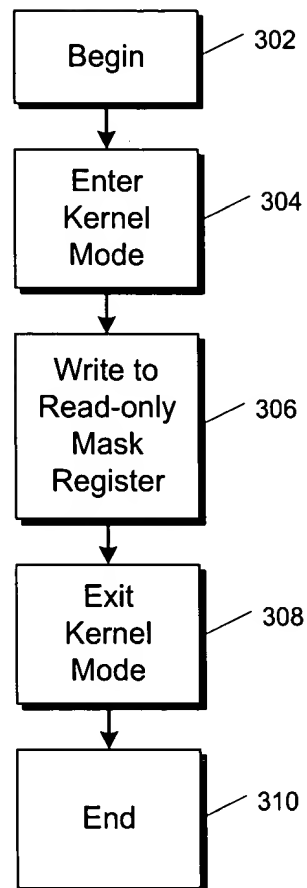 Begin
302
Enter
Kernel
Mode
304
Write to
Read-only
Mask
Register
306
Exit
Kernel
Mode
308
End
310